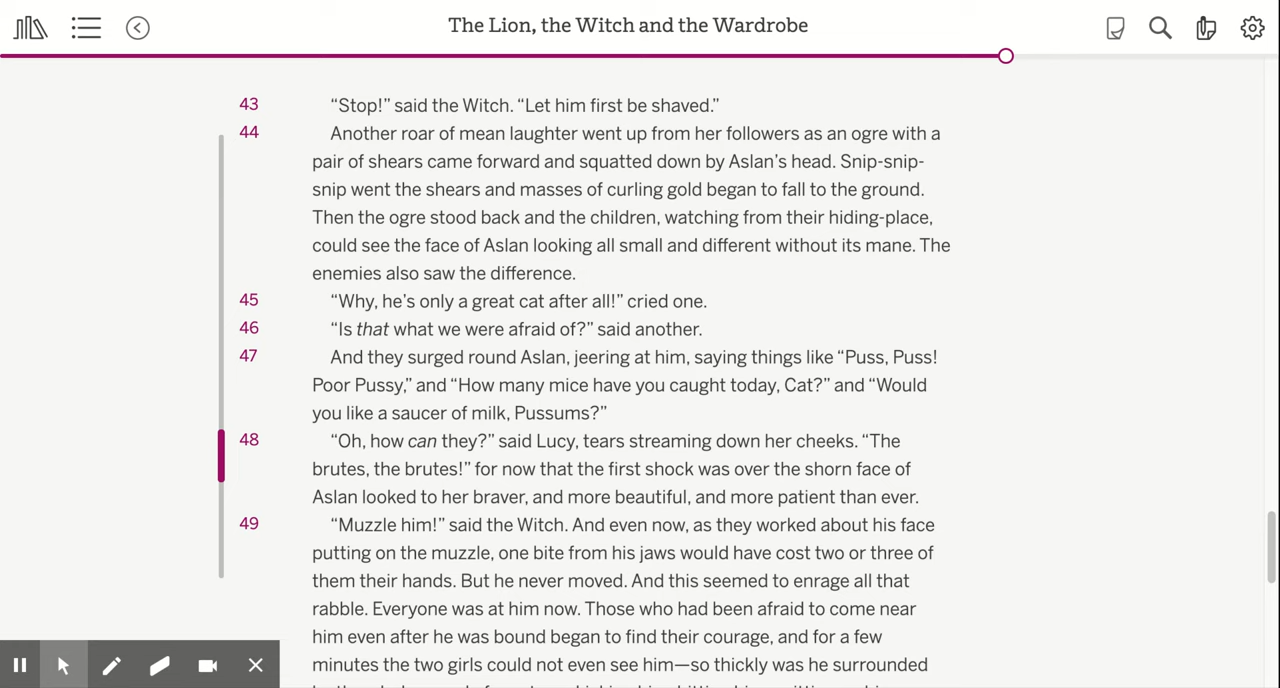 The Lion, the Witch and the Wardrobe
43 “Stop!” said the Witch. “Let him first be shaved.”
44 Another roar of mean laughter went up from her followers as an ogre with a
pair of shears came forward and squatted down by Aslan’s head. Snip-snip-
snip went the shears and masses of curling gold began to fall to the ground.
Then the ogre stood back and the children, watching from their hiding-place,
could see the face of Aslan looking all small and different without its mane. The
enemies also saw the difference.
45 “Why, he’s only a great cat after all!” cried one.
46 “Is that what we were afraid of?” said another.
47 And they surged round Aslan, jeering at him, saying things like “Puss, Puss!
Poor Pussy,” and “How many mice have you caught today, Cat?” and “Would
you like a saucer of milk, Pussums?”
48 “Oh, how can they?” said Lucy, tears streaming down her cheeks. “The
brutes, the brutes!” for now that the first shock was over the shorn face of
Aslan looked to her braver, and more beautiful, and more patient than ever.
49 “Muzzle him!” said the Witch. And even now, as they worked about his face
putting on the muzzle, one bite from his jaws would have cost two or three of
them their hands. But he never moved. And this seemed to enrage all that
rabble. Everyone was at him now. Those who had been afraid to come near
him even after he was bound began to find their courage, and for a few
minutes the two girls could not even see him—so thickly was he surrounded